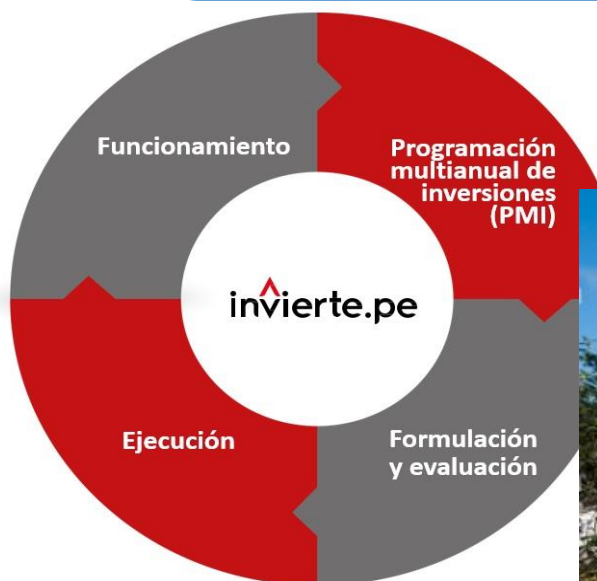 Funcionamiento
Programación
multianual de
inversiones
(PMI)
invierte.pe
Ejecución
Formulación
y evaluación